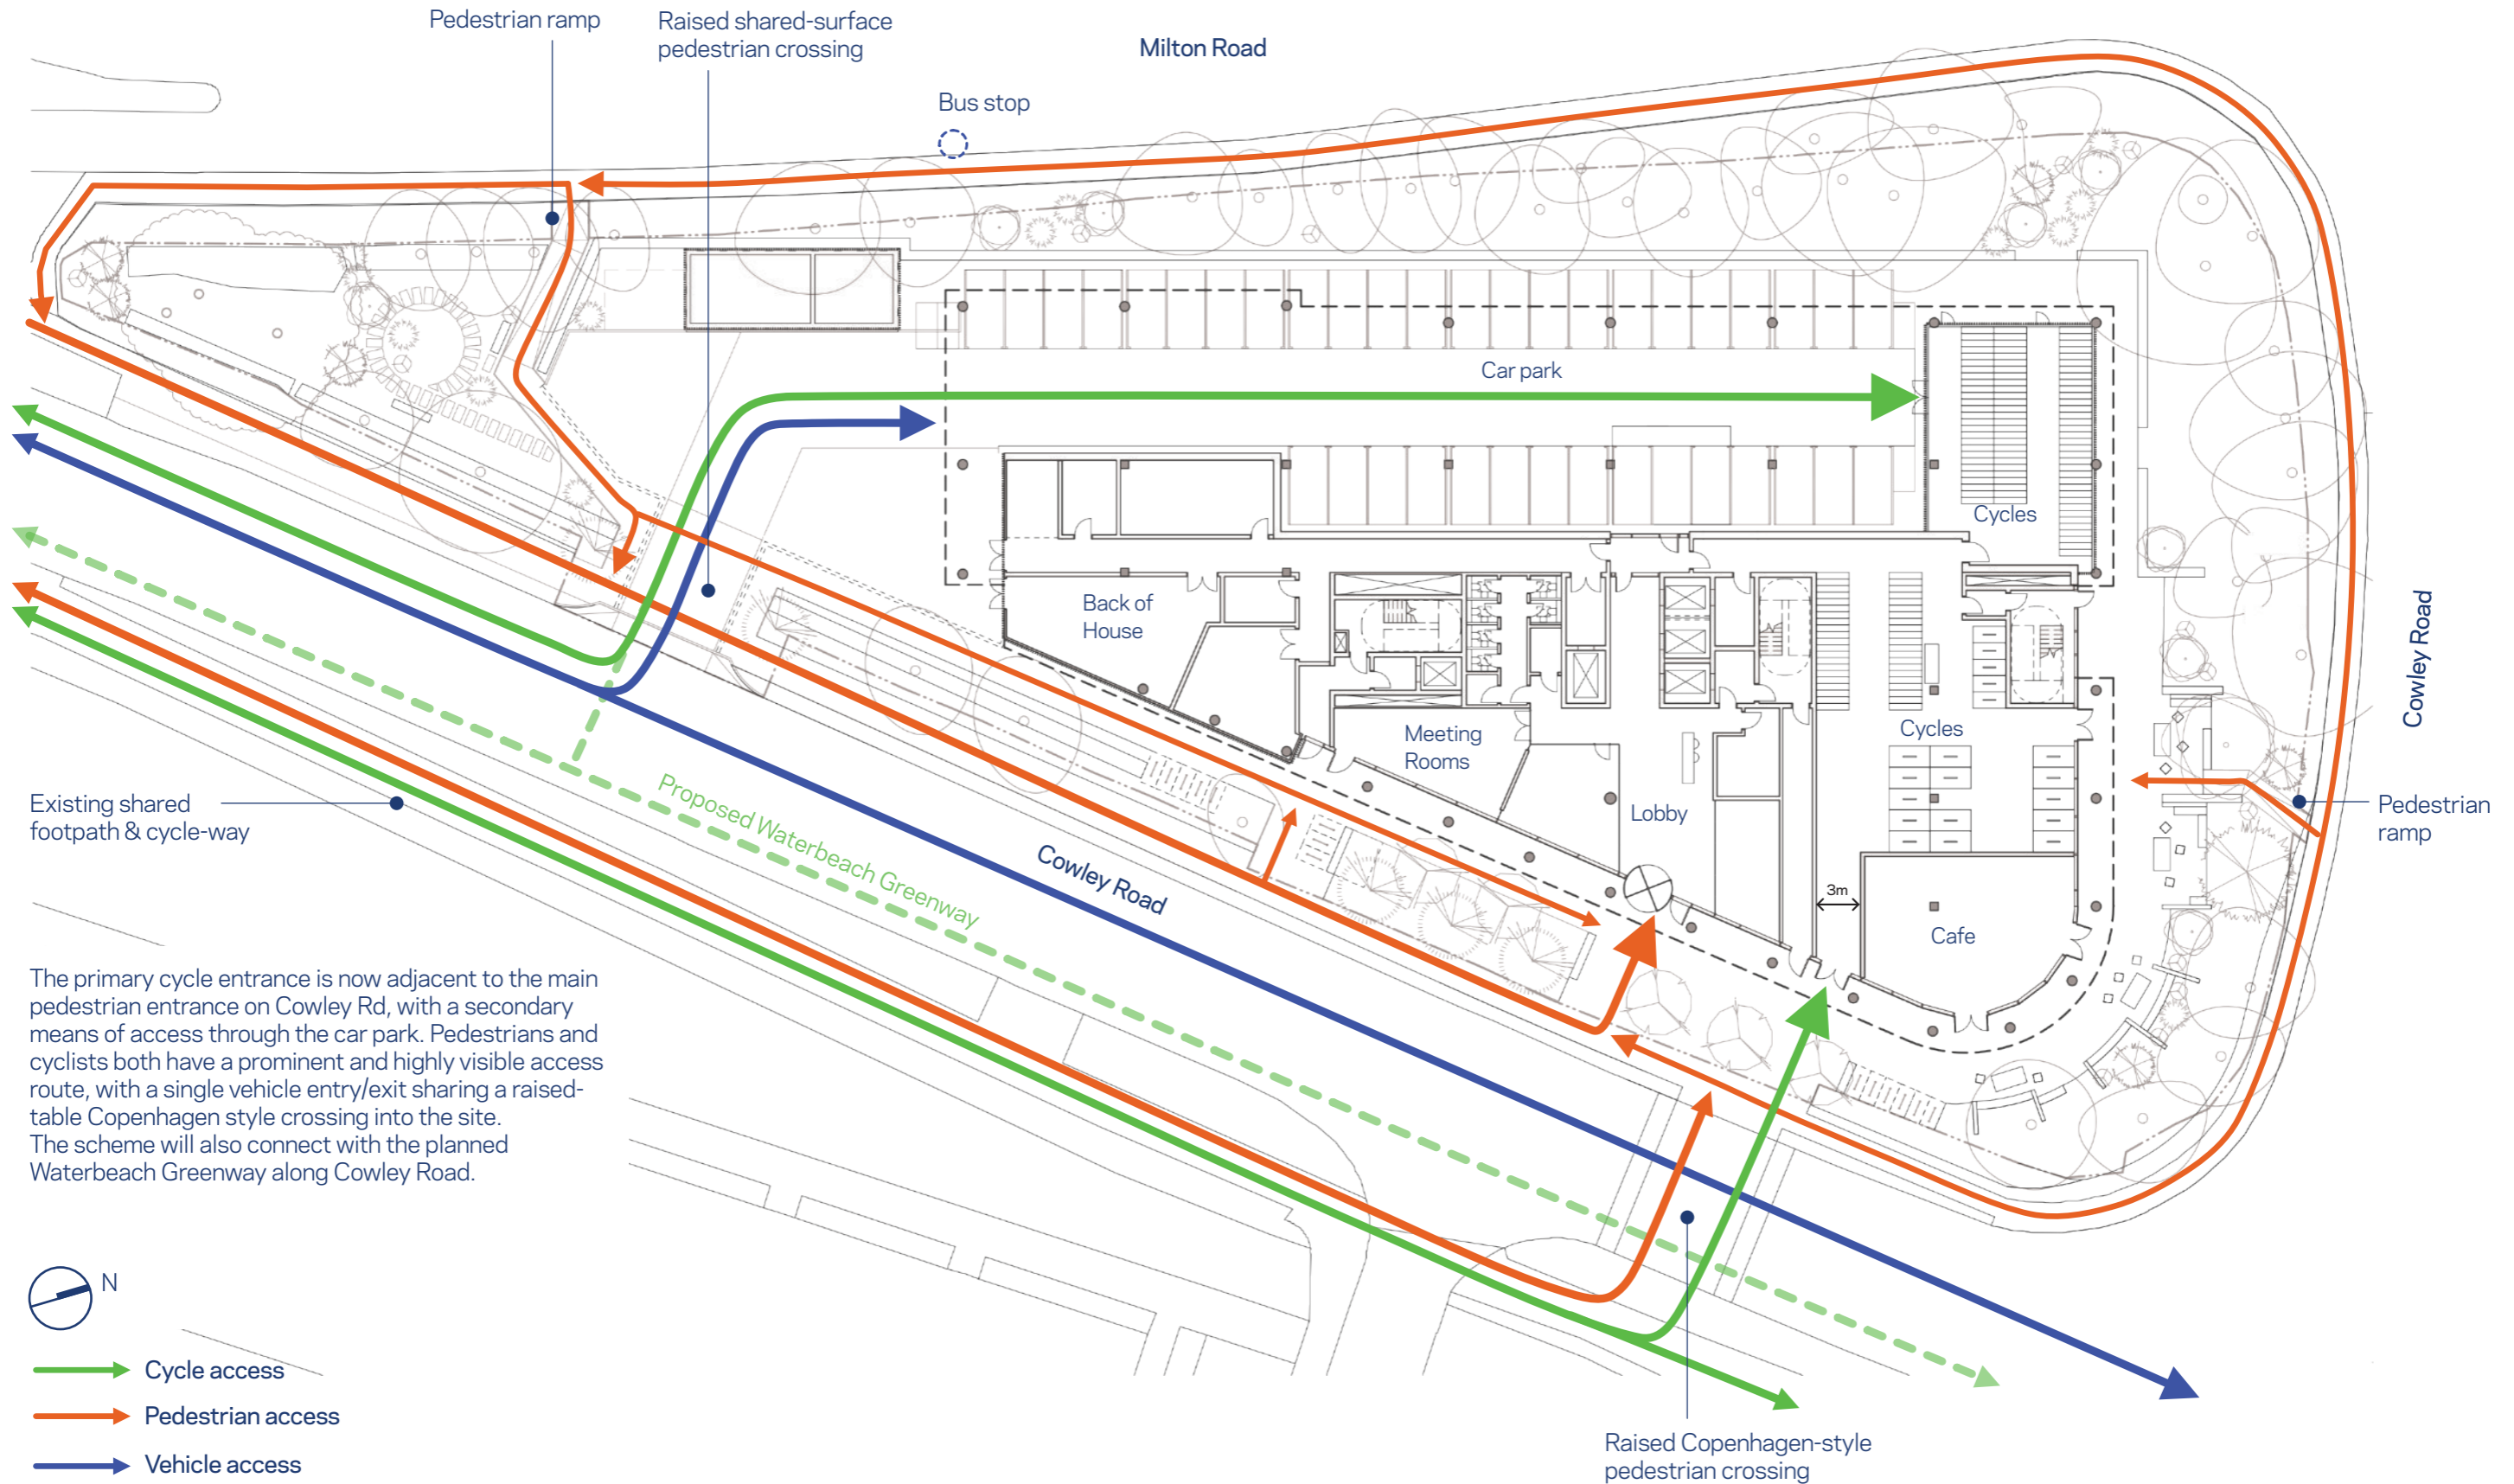 Pedestrian ramp
Raised shared-surface
pedestrian crossing
Milton Road
Bus stop
Car park
Cycles
Back of
House
Meeting
Rooms
Cycles
Lobby
3m
Cafe
Cowley Road
Pedestrian
ramp
Existing shared
footpath & cycle-way
Proposed Waterbeach Greenway
Cowley Road
The primary cycle entrance is now adjacent to the main
pedestrian entrance on Cowley Rd, with a secondary
means of access through the car park. Pedestrians and
cyclists both have a prominent and highly visible access
route, with a single vehicle entry/exit sharing a raised-
table Copenhagen style crossing into the site.
The scheme will also connect with the planned
Waterbeach Greenway along Cowley Road.
N
Cycle access
Pedestrian access
Vehicle access
Raised Copenhagen-style
pedestrian crossing